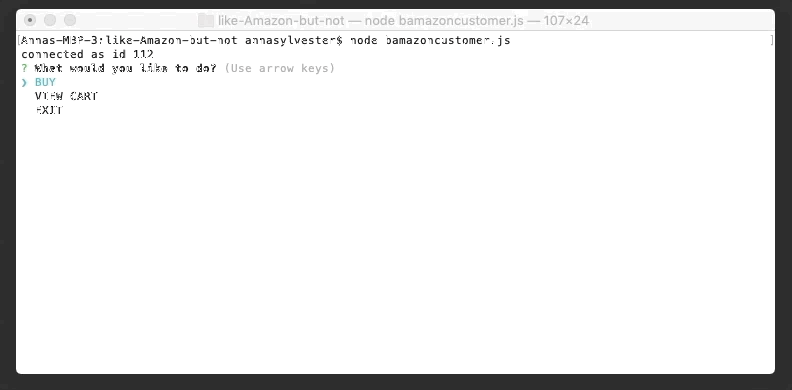 like-Amazon-but-not — node bamazoncustomer.js — 107×24
[Annas-MBP-3:like-Amazon-but-not annasylvester$ node bamazoncustomer.js ]
connected as id 112
? What would you like to do? (Use arrow keys)
❯ BUY
VIEW CART
EXIT